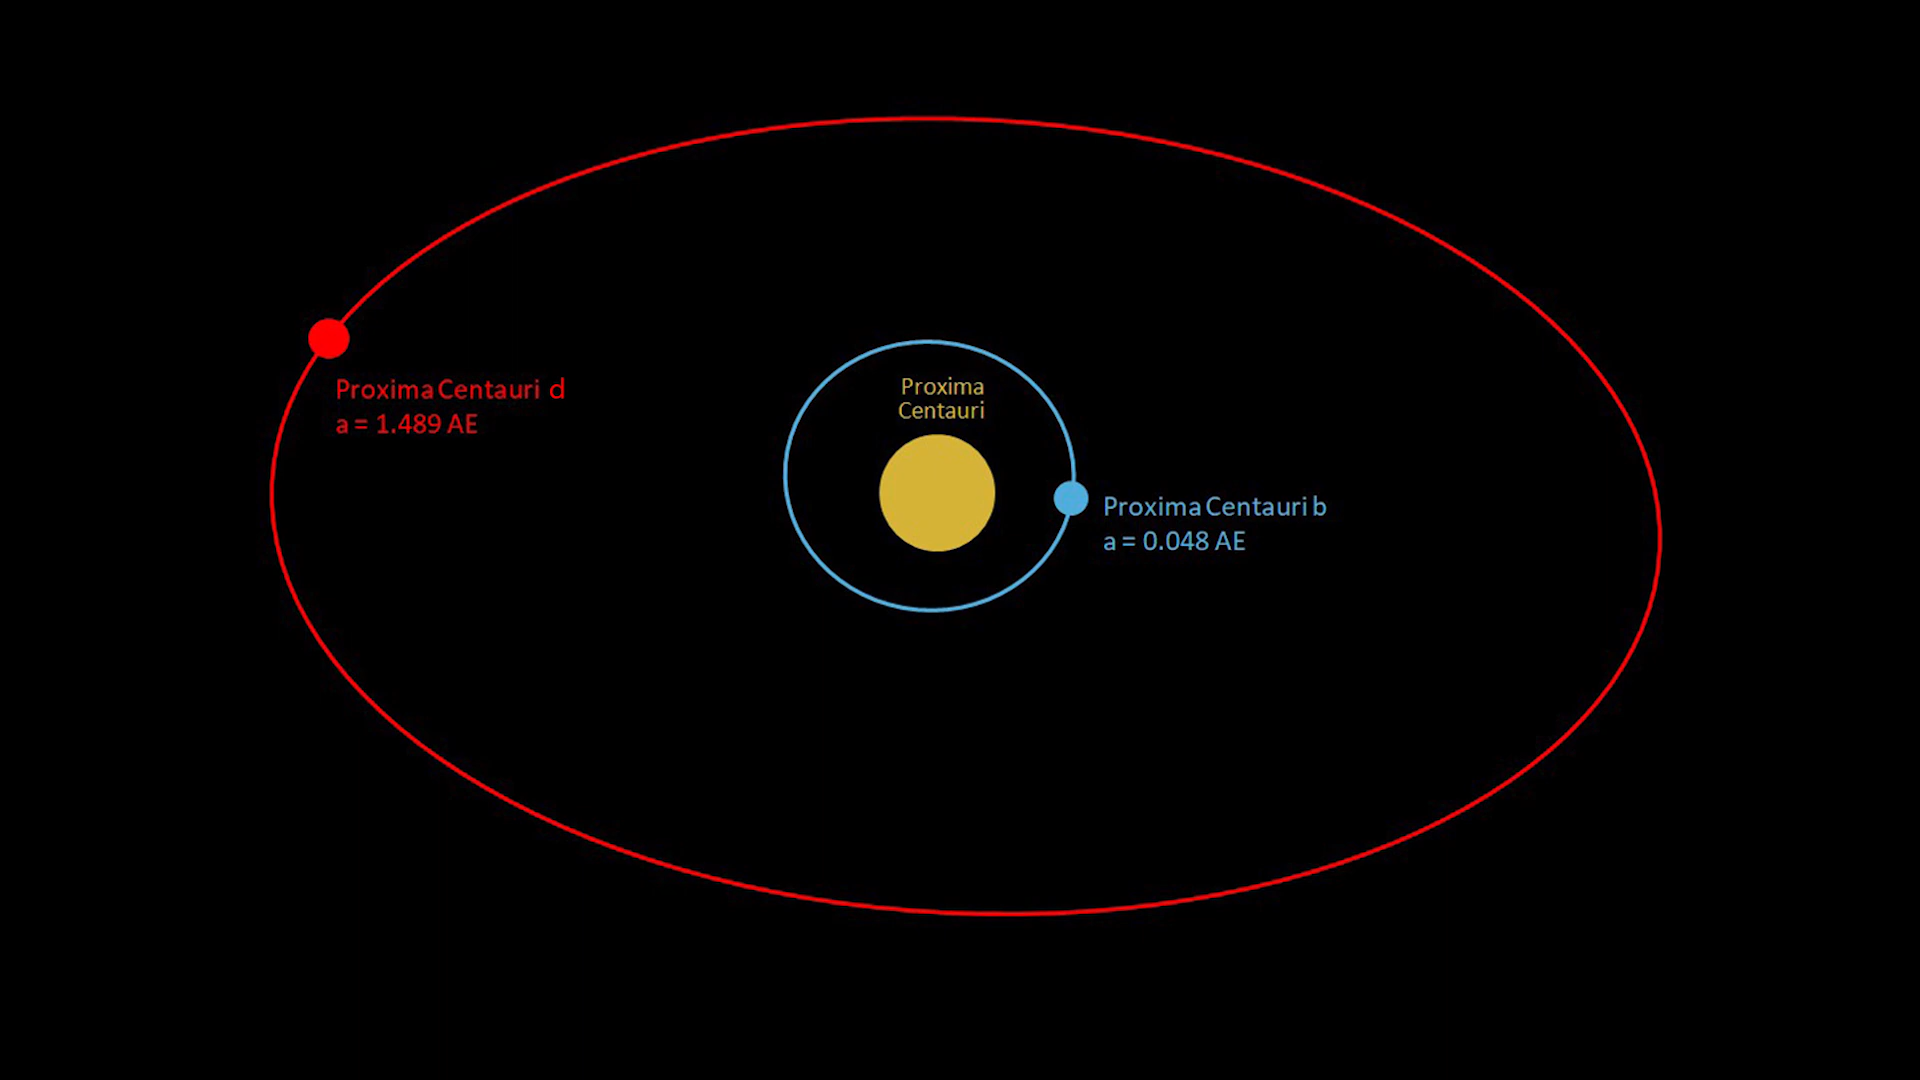 Proxima
Centauri
Proxima Centauri d
a = 1.489 AE
Proxima Centauri b
a = 0.048 AE